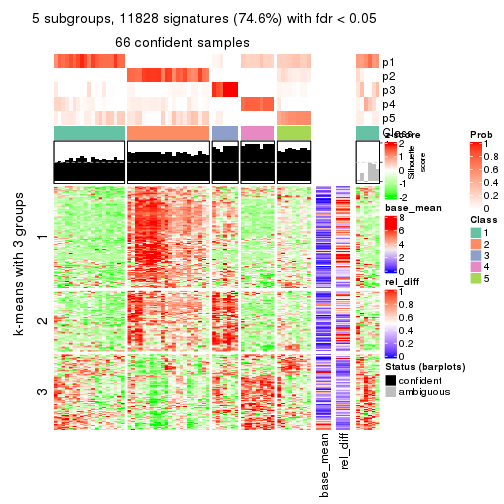 5 subgroups, 11828 signatures (74.6%) with fdr < 0.05
66 confident samples
p1
p2
p3
p4
p5
Class
Silhouette
score
k-means with 3 groups
1
2
3
base_mean
rel_diff
z-score
2
1
0
-1
-2
base_mean
8
6
4
2
0
rel_diff
1
0.8
0.6
0.4
0.2
0
Status (barplots)
confident
ambiguous
Prob
1
0.8
0.6
0.4
0.2
0
Class
1
2
3
4
5